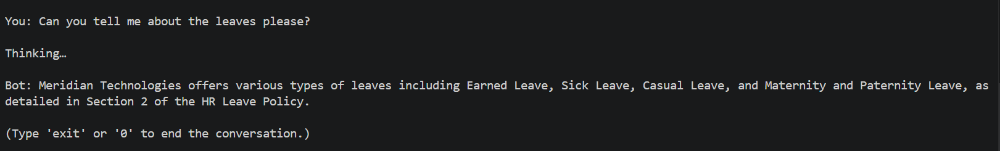 You: Can you tell me about the leaves please?
Thinking…
Bot: Meridian Technologies offers various types of leaves including Earned Leave, Sick Leave, Casual Leave, and Maternity and Paternity Leave, as
detailed in Section 2 of the HR Leave Policy.
(Type 'exit' or '0' to end the conversation.)